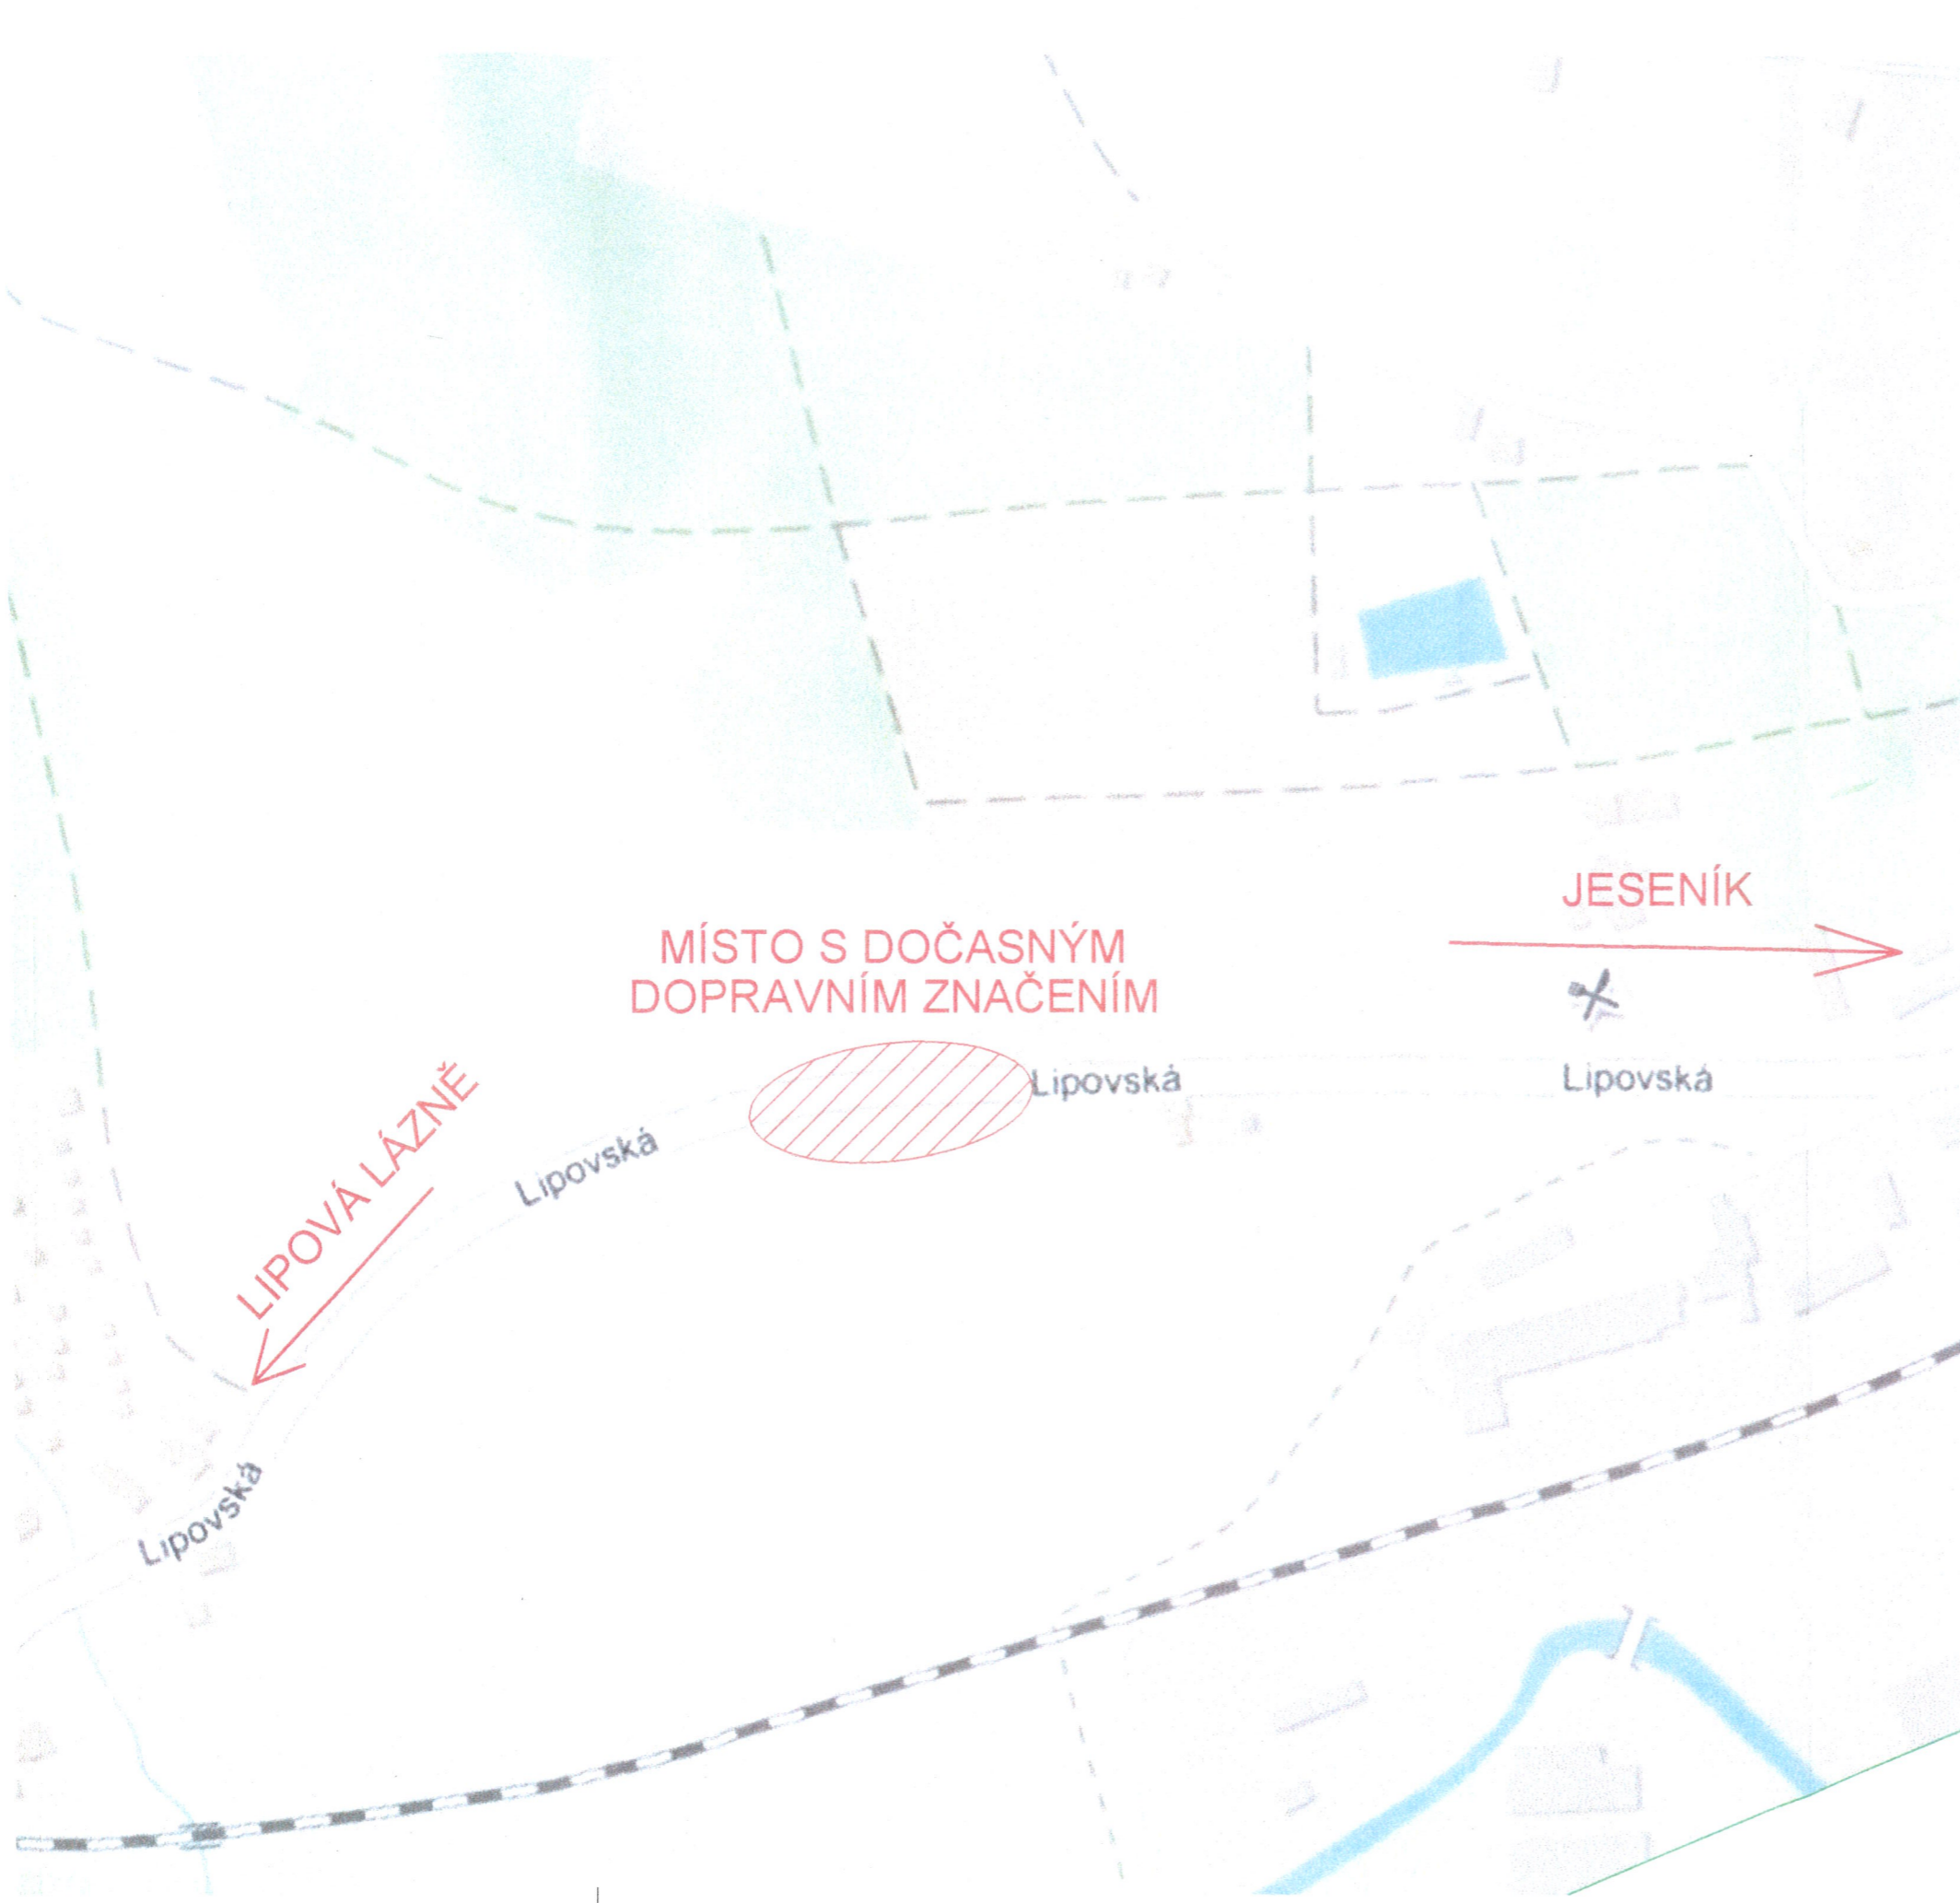 JESENÍK
MÍSTO S DOČASNÝM
DOPRAVNÍM ZNAČENÍM
Lipovská
Lipovská
LIPOVÁ LÁZNĚ
Lipovská
Lipovská